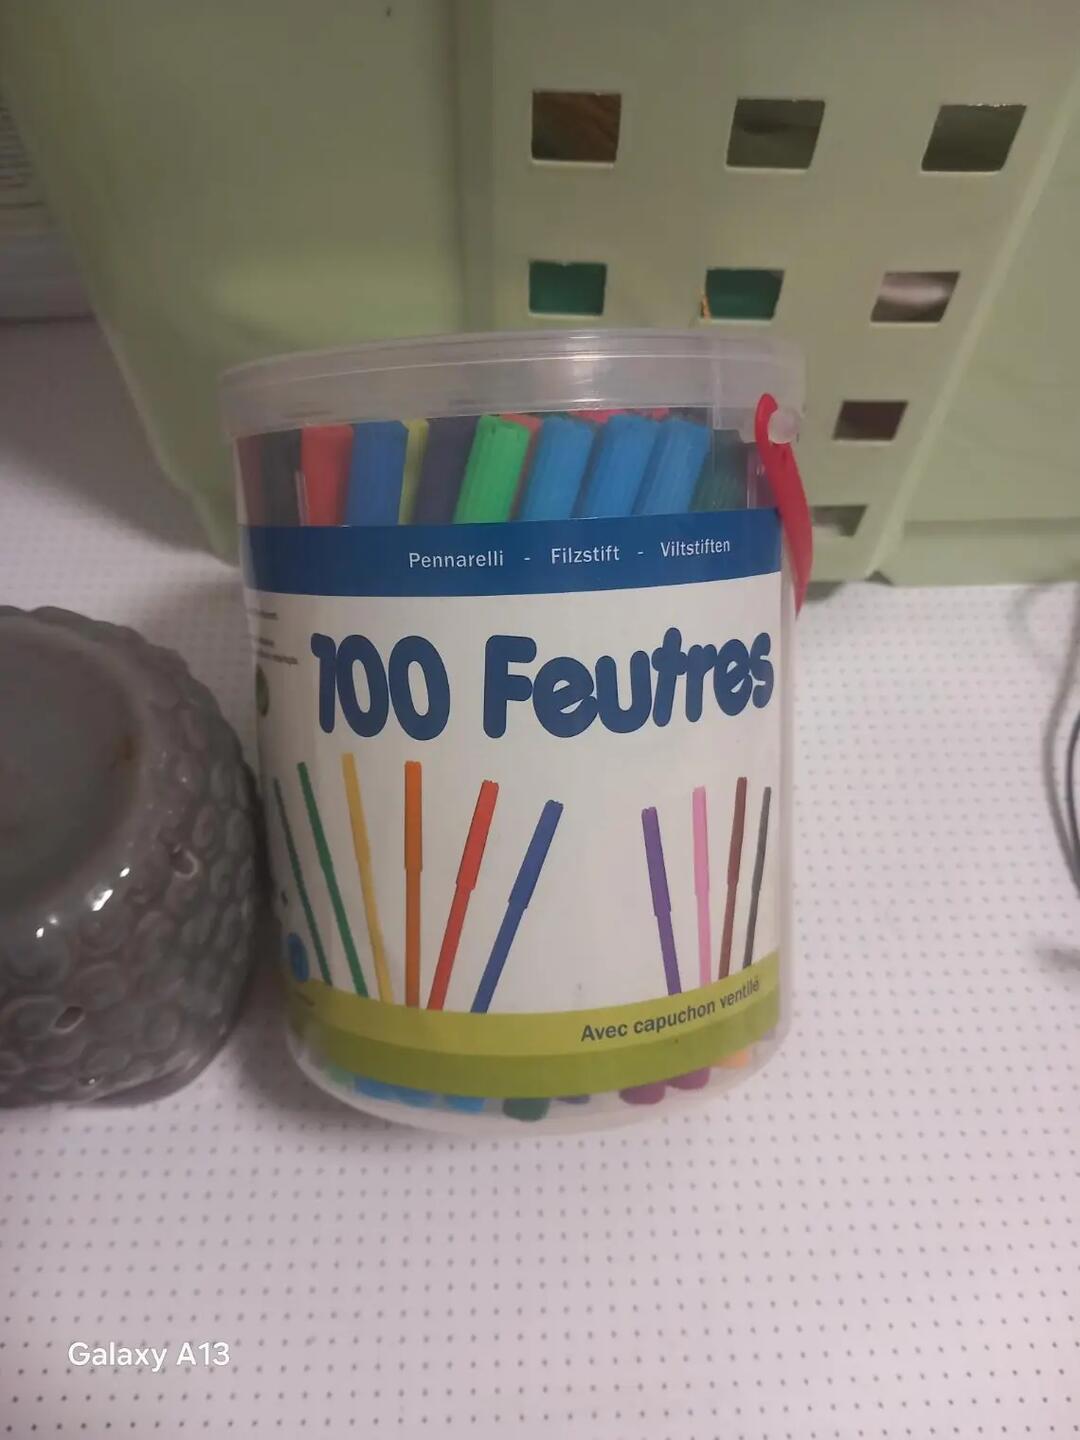 Pennarelli - Filzstift - Viltstiften
100 Feutres
Avec capuchon ventilé
Galaxy A13